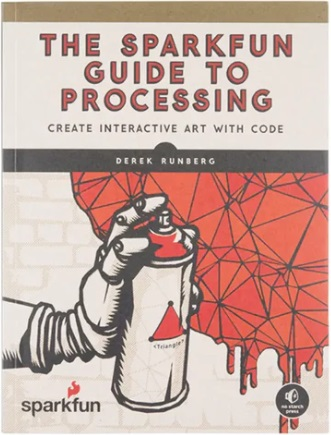 THE SPARKFUN
GUIDE TO
PROCESSING
CREATE INTERACTIVE ART WITH CODE
DEREK RUNBERG
<Triangle>
sparkfun
no starch
press